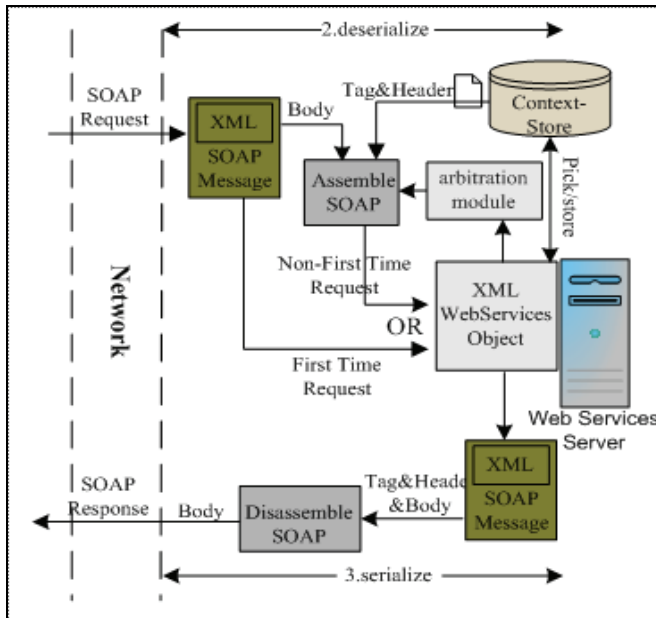 2.deserialize
SOAP
Request
XML
SOAP
Message
Body
Tag&Header
Context-
Store
Assemble
SOAP
arbitration
module
Pick/store
Non-First Time
Request
OR
First Time
Request
XML
WebServices
Object
Web Services
Server
Network
SOAP
Response
Body
Disassemble
SOAP
Tag&Heade
&Body
XML
SOAP
Message
3.serialize